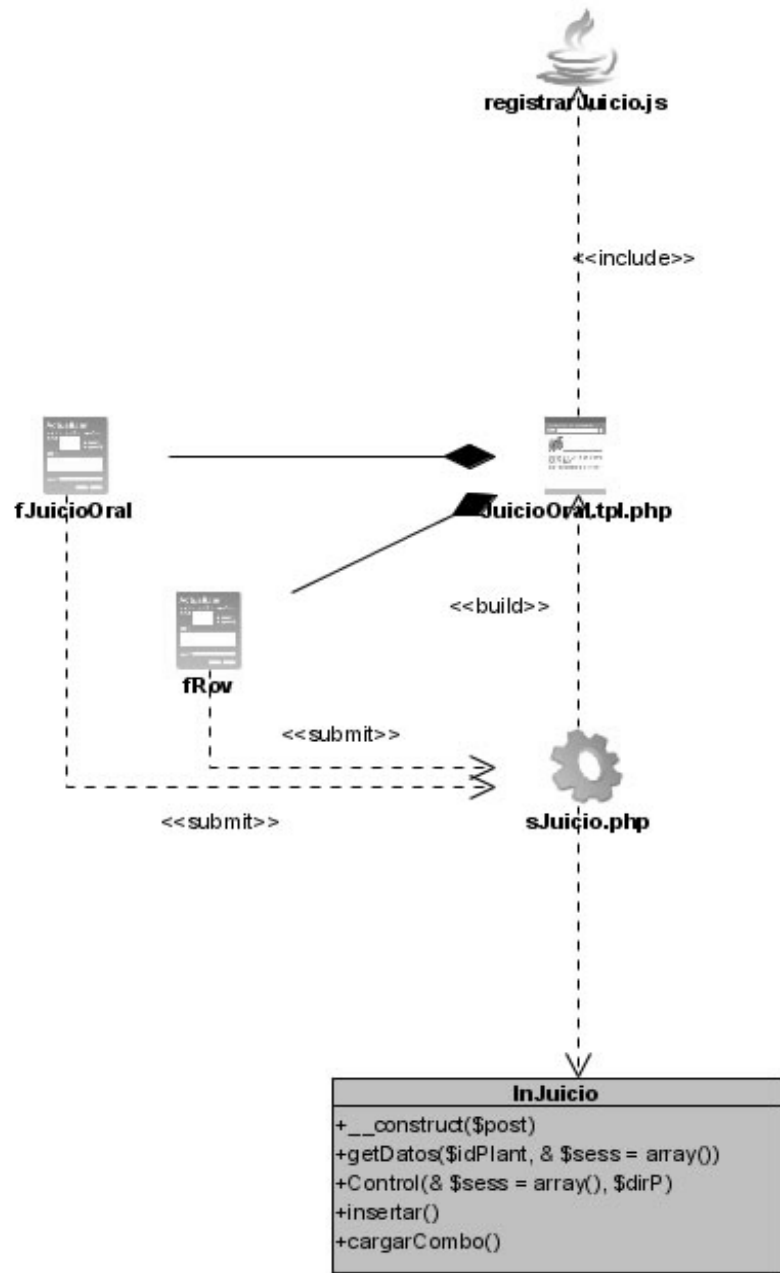 registrarJuicio.js
<<include>>
fJuicioOral
JuicioOral.tpl.php
<<build>>
fRov
<<submit>>
<<submit>>
sJuicio.php
InJuicio
+__construct($post)
+getDatos($idPlant, & $sess = array())
+Control(& $sess = array(), $dirP)
+insertar()
+cargarCombo()